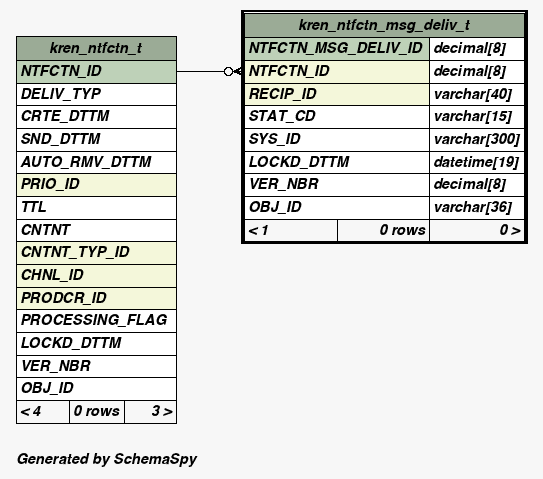 kren_ntfctn_t
NTFCTN_ID
DELIV_TYP
CRTE_DTTM
SND_DTTM
AUTO_RMV_DTTM
PRIO_ID
TTL
CNTNT
CNTNT_TYP_ID
CHNL_ID
PRODCR_ID
PROCESSING_FLAG
LOCKD_DTTM
VER_NBR
OBJ_ID
< 4 0 rows 3 >
kren_ntfctn_msg_deliv_t
NTFCTN_MSG_DELIV_ID decimal[8]
NTFCTN_ID decimal[8]
RECIP_ID varchar[40]
STAT_CD varchar[15]
SYS_ID varchar[300]
LOCKD_DTTM datetime[19]
VER_NBR decimal[8]
OBJ_ID varchar[36]
< 1 0 rows 0 >
Generated by SchemaSpy